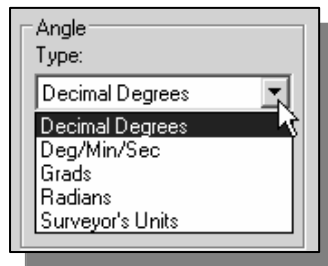 Angle
Type:
Decimal Degrees
Decimal Degrees
Deg/Min/Sec
Grads
Radians
Surveyor's Units